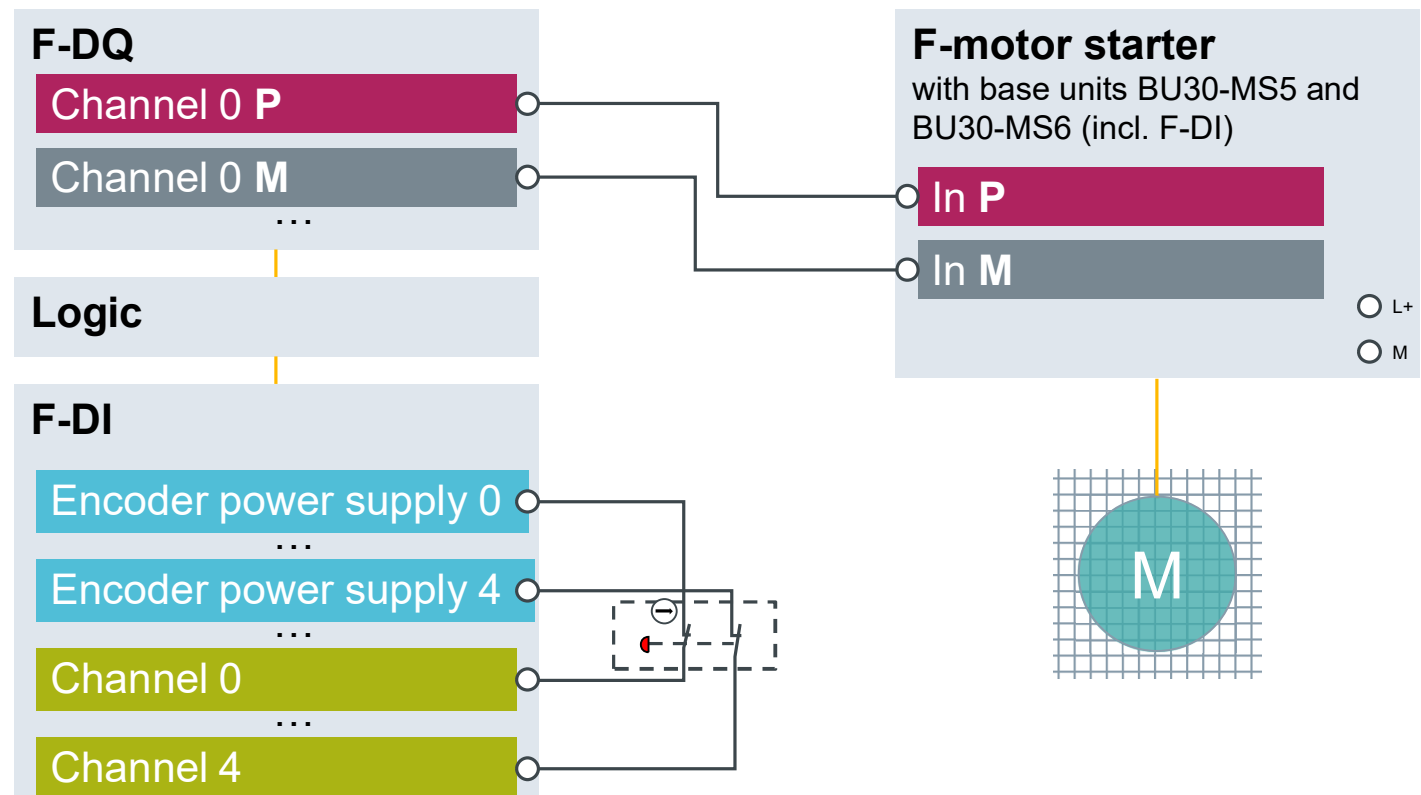 F-DQ
Channel 0 P
Channel 0 M
...
Logic
F-DI
Encoder power supply 0
...
Encoder power supply 4
...
Channel 0
...
Channel 4
F-motor starter
with base units BU30-MS5 and
BU30-MS6 (incl. F-DI)
In P
In M
L+
M
M